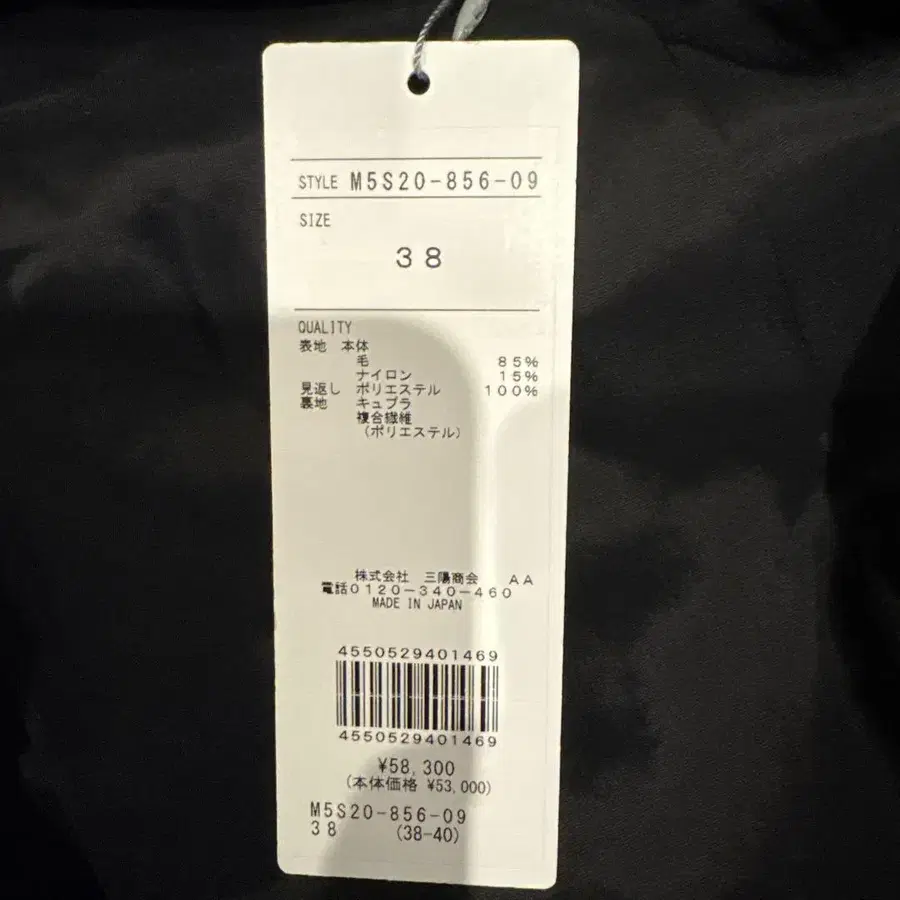 STYLE M5S20-856-09
SIZE
38
QUALITY
表地 本体
毛 85%
ナイロン 15%
見返し ポリエステル 100%
裏地 キュプラ
複合繊維
(ポリエステル)
株式会社 三陽商会 AA
電話0120-340-460
MADE IN JAPAN
4550529401469
4550529401469
¥58,300
(本体価格 ¥53,000)
M5S20-856-09
38 (38-40)